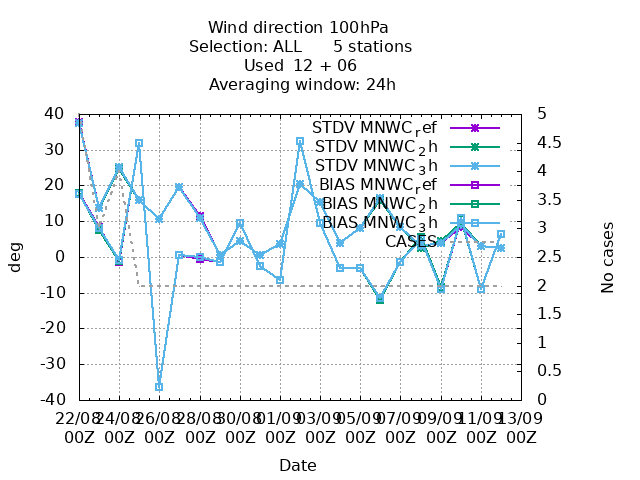 Wind direction 100hPa
Selection: ALL 5 stations
Used 12 + 06
Averaging window: 24h
STDV MNWC_ref
STDV MNWC_2h
STDV MNWC_3h
BIAS MNWC_ref
BIAS MNWC_2h
BIAS MNWC_3h
CASES
40
30
20
10
0
-10
-20
-30
-40
deg
5
4.5
4
3.5
3
2.5
2
1.5
1
0.5
0
No cases
22/08 24/08 26/08 28/08 30/08 01/09 03/09 05/09 07/09 09/09 11/09 13/09
00Z 00Z 00Z 00Z 00Z 00Z 00Z 00Z 00Z 00Z 00Z 00Z
Date